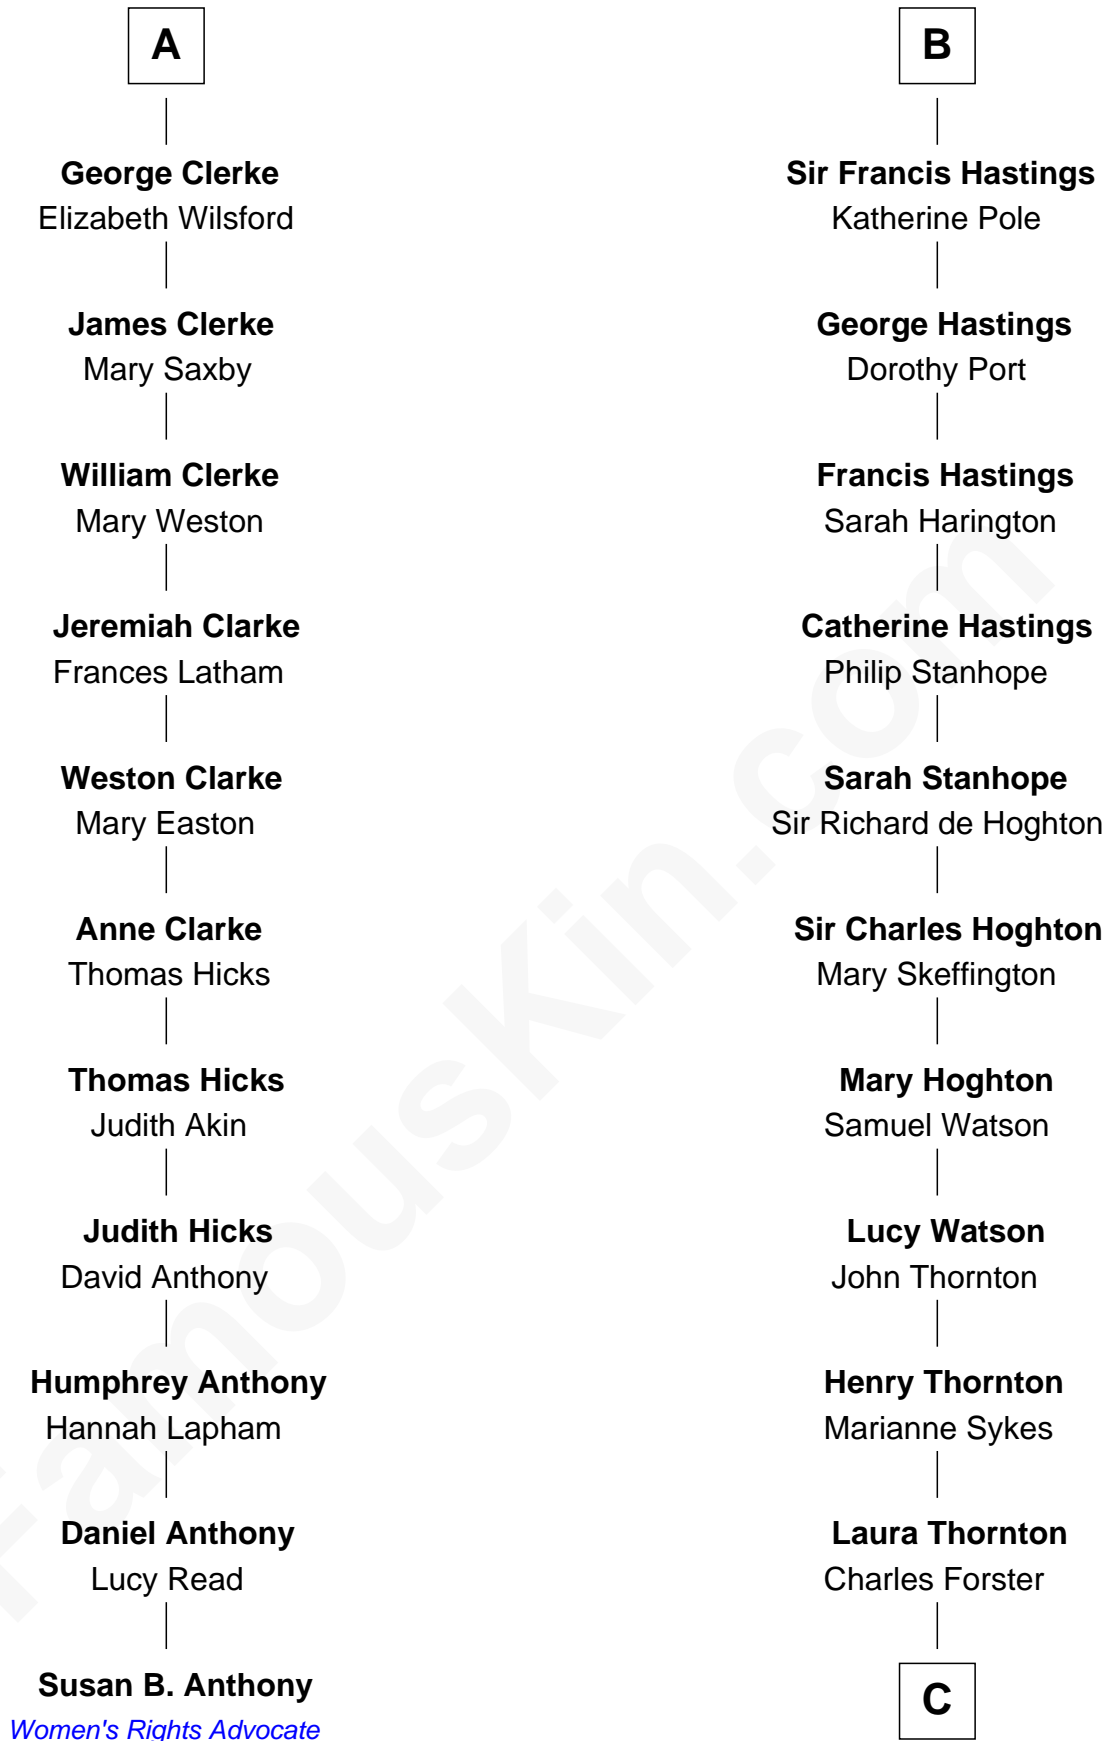 A
George Clerke
Elizabeth Wilsford
James Clerke
Mary Saxby
William Clerke
Mary Weston
Jeremiah Clarke
Frances Latham
Weston Clarke
Mary Easton
Anne Clarke
Thomas Hicks
Thomas Hicks
Judith Akin
Judith Hicks
David Anthony
Humphrey Anthony
Hannah Lapham
Daniel Anthony
Lucy Read
Susan B. Anthony
Women's Rights Advocate
B
Sir Francis Hastings
Katherine Pole
George Hastings
Dorothy Port
Francis Hastings
Sarah Harington
Catherine Hastings
Philip Stanhope
Sarah Stanhope
Sir Richard de Hoghton
Sir Charles Hoghton
Mary Skeffington
Mary Hoghton
Samuel Watson
Lucy Watson
John Thornton
Henry Thornton
Marianne Sykes
Laura Thornton
Charles Forster
C
FamousKin.com